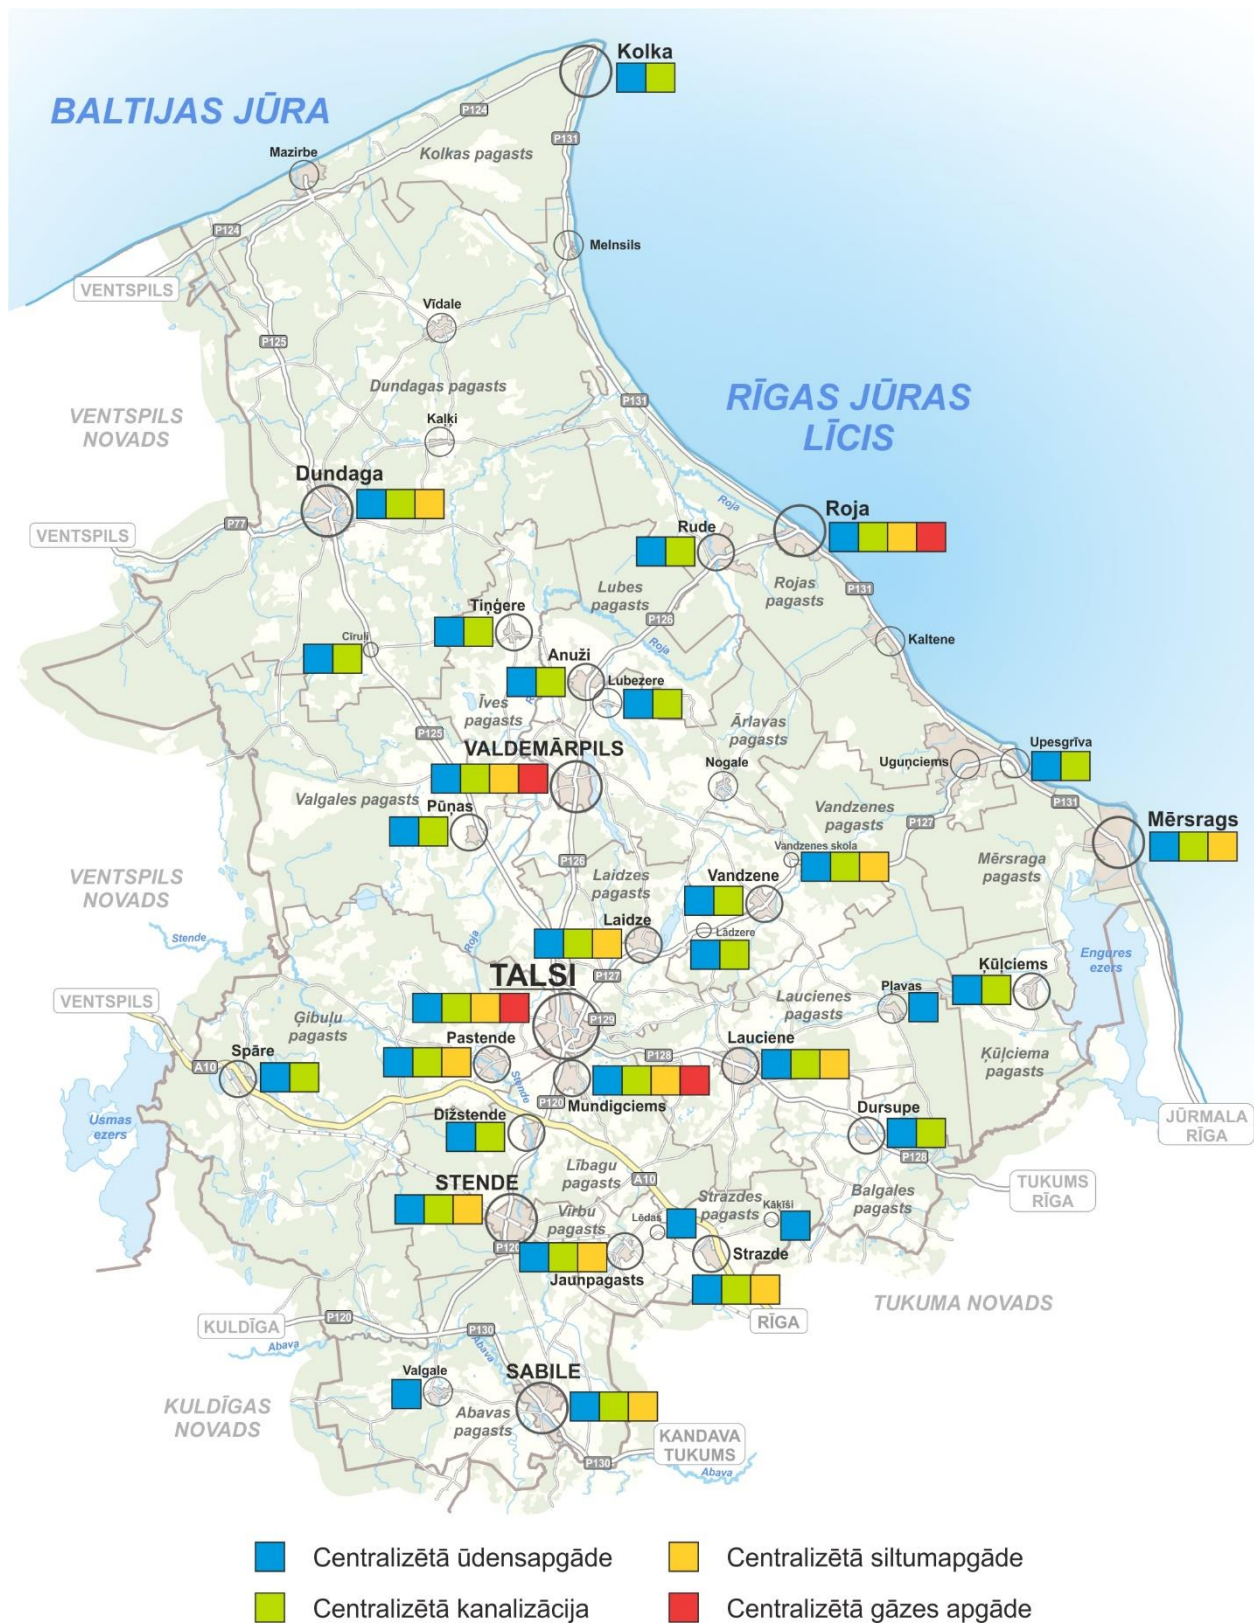 Kolka
BALTIJAS JŪRA
P124
P131
Mazirbe
Kolkas pagasts
P124
Melnsils
VENTSPILS
Vīdale
P125
Dundagas pagasts
P131
RĪGAS JŪRAS
LĪCIS
VENTSPILS
NOVADS
Kaļķi
Dundaga
Roja
Roja
P77
VENTSPILS
Rude
Lubes
pagasts
Rojas
pagasts
P131
Tiņģere
P126
Cīruļi
Roja
Kaltene
Anuži
Lubezere
Īves
pagasts
Ārlavas
pagasts
P125
VALDEMĀRPILS
Nogale
Uguņciems
Upesgrīva
Valgales pagasts
Pūņas
Vandzenes
pagasts
P131
P127
Mērsrags
Vandzenes skola
P126
Laidzes
pagasts
Mērsraga
pagasts
VENTSPILS
NOVADS
Vandzene
Laidze
Lādzere
Stende
Roja
Engures
ezers
TALSI
P127
Ķūļciems
Pļavas
VENTSPILS
Laucienes
pagasts
Ģibuļu
pagasts
P129
Pastende
P128
Lauciene
Ķūļciema
pagasts
Spāre
A10
Stende
P120
Mundigciems
Usmas
ezers
Dižstende
Dursupe
JŪRMALA
RĪGA
P128
Lībagu
pagasts
A10
STENDE
Strazdes
pagasts
Balgales
pagasts
TUKUMS
RĪGA
Vīrbu
pagasts
Lēdas
Kāķīši
P120
Strazde
Jaunpagasts
TUKUMA NOVADS
KULDĪGA
P120
P130
RĪGA
Abava
Abava
Valgale
SABILE
KULDĪGAS
NOVADS
Abavas
pagasts
KANDAVA
TUKUMS
P130
Abava
Centralizētā ūdensapgāde
Centralizētā siltumapgāde
Centralizētā kanalizācija
Centralizētā gāzes apgāde